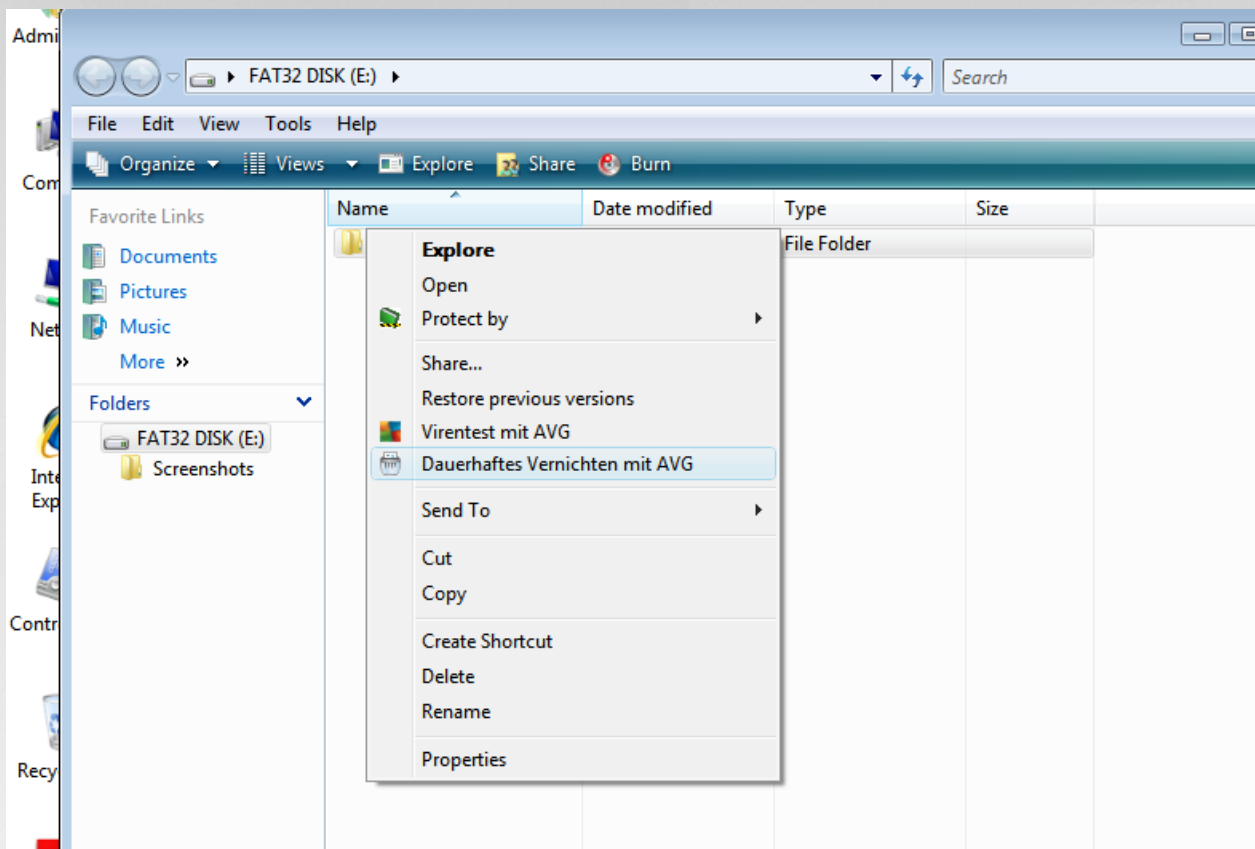 Admi
FAT32 DISK (E:)
Search
File Edit View Tools Help
Organize Views Explore Share Burn
Com
Favorite Links
Name Date modified Type Size
File Folder
Documents
Pictures
Music
More »
Net
Folders
FAT32 DISK (E:)
Screenshots
Inte
Exp
Contr
Recy
Explore
Open
Protect by
Share...
Restore previous versions
Virentest mit AVG
Dauerhaftes Vernichten mit AVG
Send To
Cut
Copy
Create Shortcut
Delete
Rename
Properties